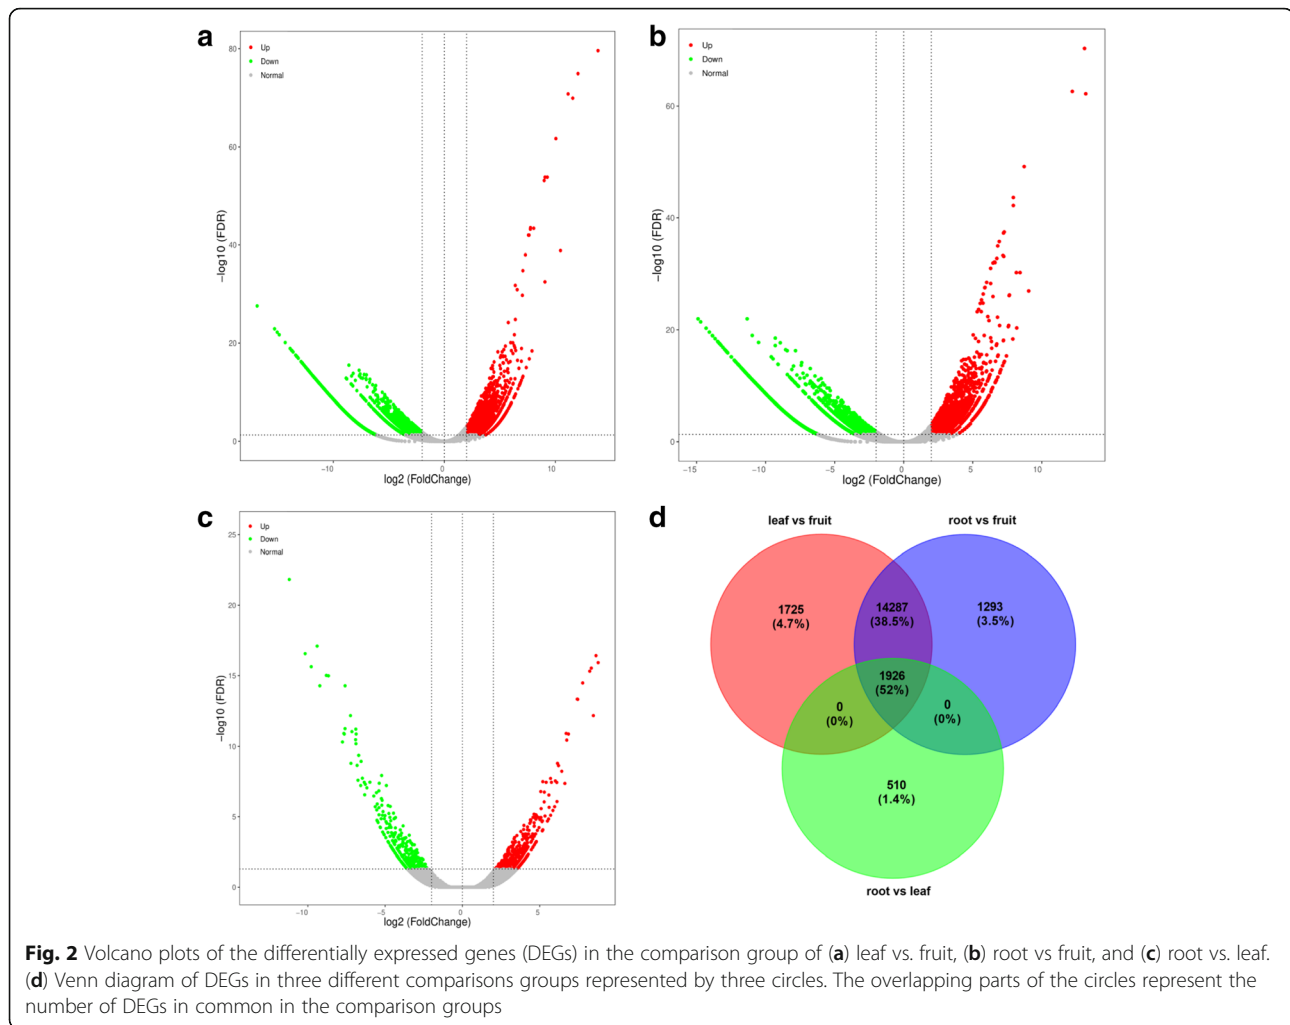 a
Up
Down
Normal
80
60
40
20
0
−10
0
10
−log10 (FDR)
log2 (FoldChange)
b
Up
Down
Normal
60
40
20
0
−15
−10
−5
0
5
10
−log10 (FDR)
log2 (FoldChange)
c
Up
Down
Normal
25
20
15
10
5
0
−10
−5
0
5
−log10 (FDR)
log2 (FoldChange)
d
leaf vs fruit
root vs fruit
1725
(4.7%)
14287
(38.5%)
1293
(3.5%)
1926
(52%)
0
(0%)
0
(0%)
510
(1.4%)
root vs leaf
Fig. 2 Volcano plots of the differentially expressed genes (DEGs) in the comparison group of (a) leaf vs. fruit, (b) root vs fruit, and (c) root vs. leaf.
(d) Venn diagram of DEGs in three different comparisons groups represented by three circles. The overlapping parts of the circles represent the
number of DEGs in common in the comparison groups